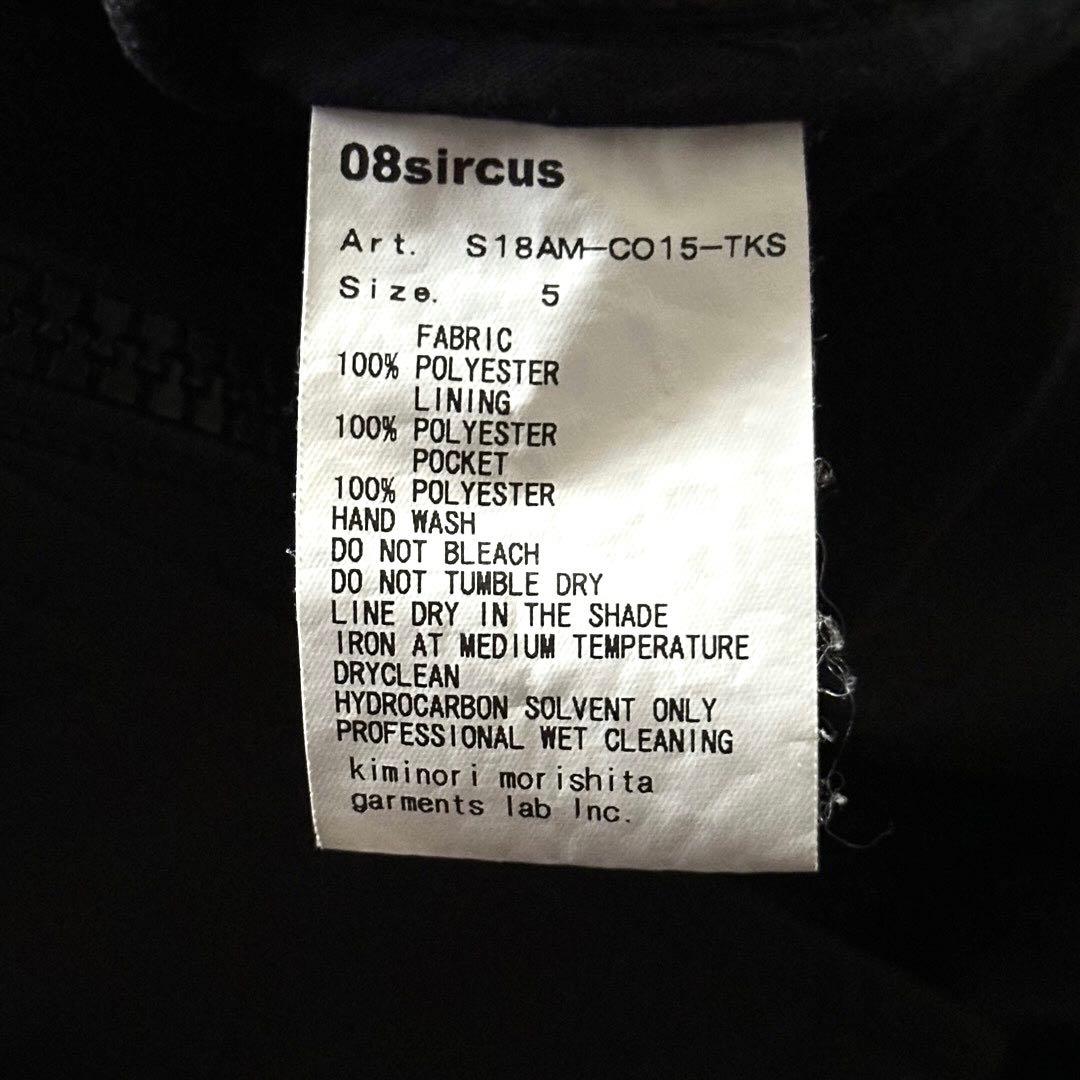 08sircus
Art. S18AM-CO15-TKS
Size. 5
FABRIC
100% POLYESTER
LINING
100% POLYESTER
POCKET
100% POLYESTER
HAND WASH
DO NOT BLEACH
DO NOT TUMBLE DRY
LINE DRY IN THE SHADE
IRON AT MEDIUM TEMPERATURE
DRYCLEAN
HYDROCARBON SOLVENT ONLY
PROFESSIONAL WET CLEANING
kiminori morishita
garments lab Inc.